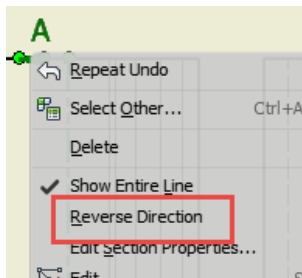 A
Repeat Undo
Select Other... Ctrl+A
Delete
Show Entire Line
Reverse Direction
Edit Section Properties...
Edit